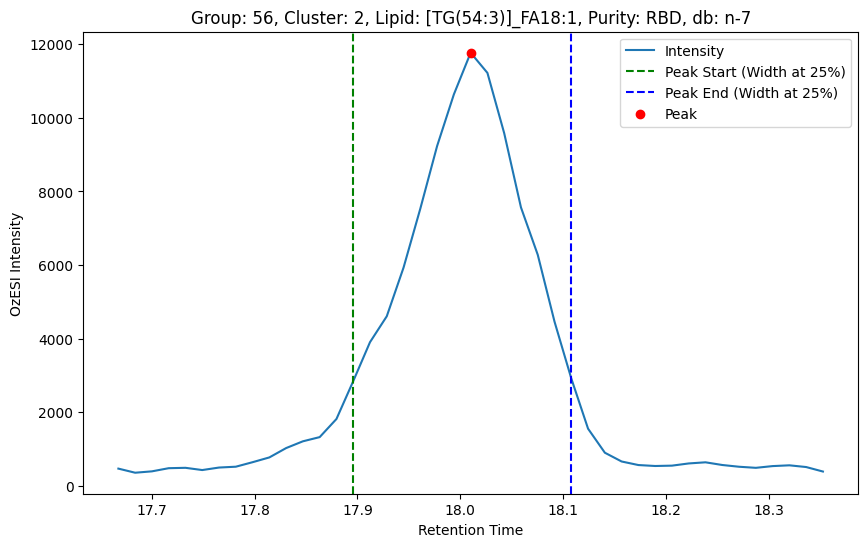 Group: 56, Cluster: 2, Lipid: [TG(54:3)]_FA18:1, Purity: RBD, db: n-7
Intensity
Peak Start (Width at 25%)
Peak End (Width at 25%)
Peak
12000
10000
8000
6000
4000
2000
0
OzESI Intensity
17.7
17.8
17.9
18.0
18.1
18.2
18.3
Retention Time